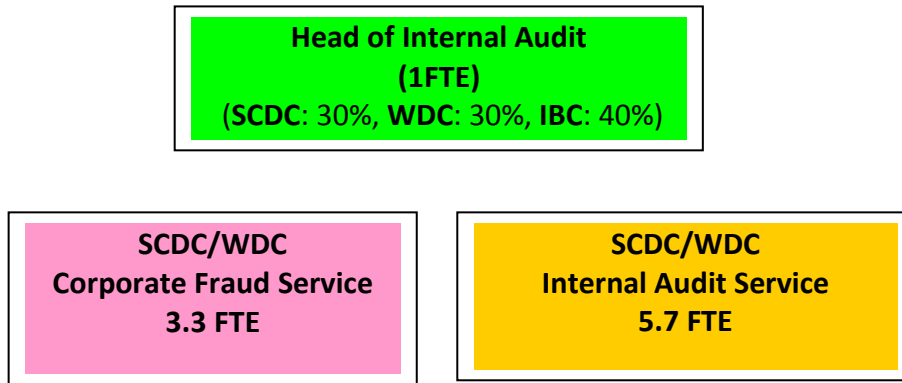 Head of Internal Audit
(1FTE)
(SCDC: 30%, WDC: 30%, IBC: 40%)
SCDC/WDC
Corporate Fraud Service
3.3 FTE
SCDC/WDC
Internal Audit Service
5.7 FTE